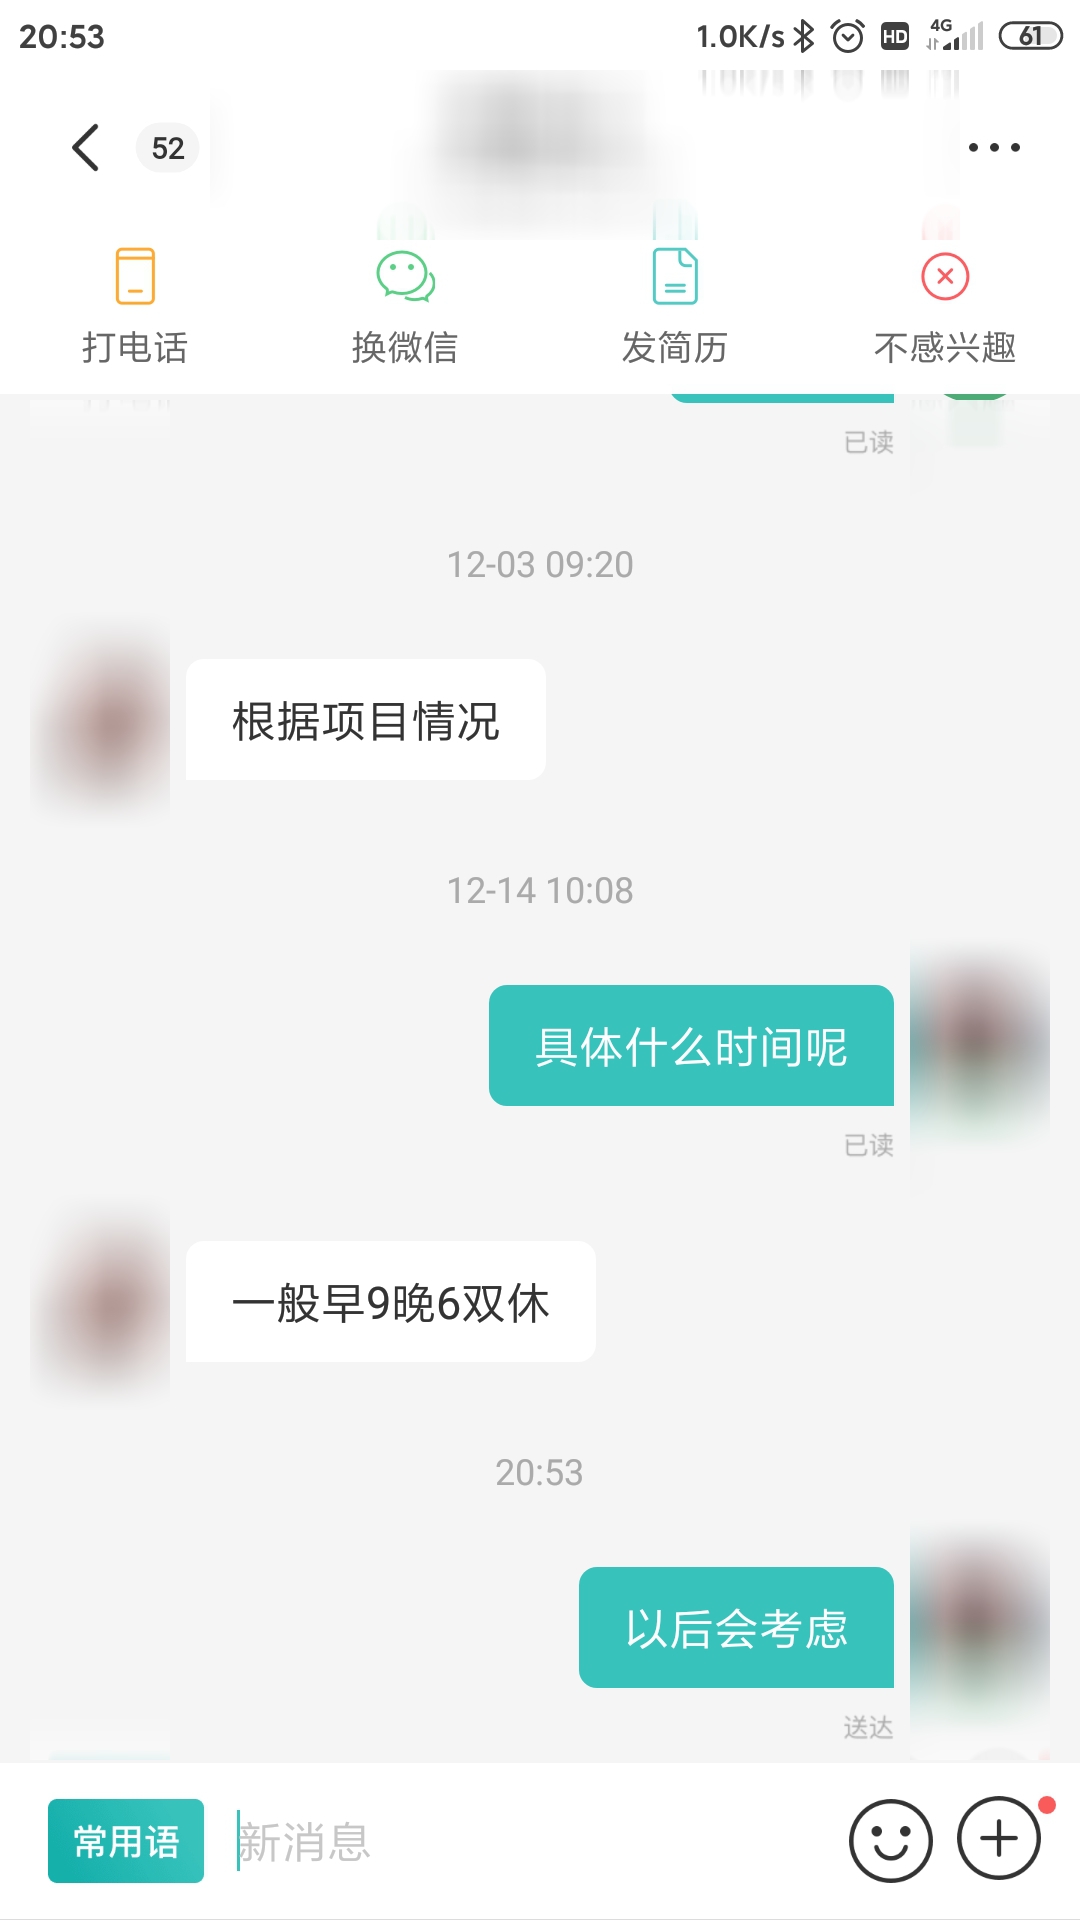 20:53
1.0K/s
HD
4G
61
52
打电话
换微信
发简历
不感兴趣
已读
12-03 09:20
根据项目情况
12-14 10:08
具体什么时间呢
已读
一般早9晚6双休
20:53
以后会考虑
送达
常用语
新消息